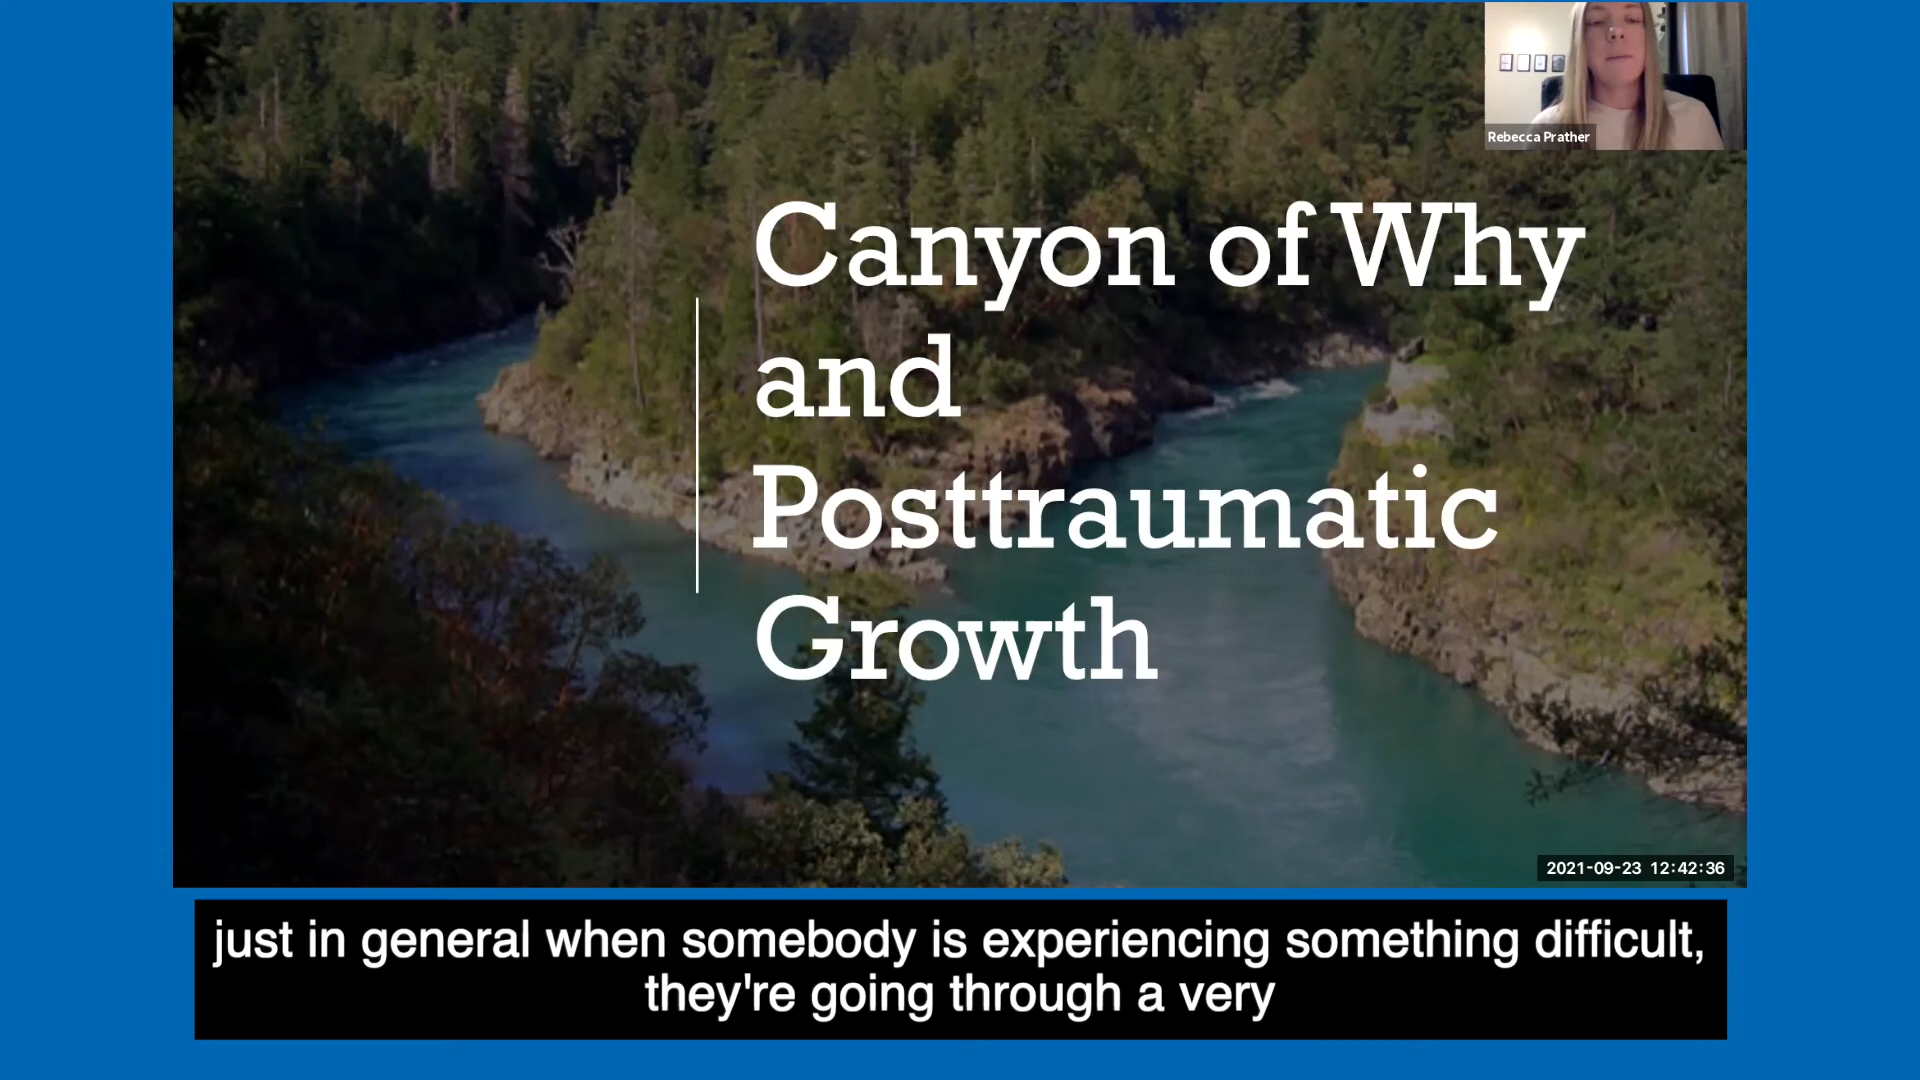 Rebecca Prather
Canyon of Why
and
Posttraumatic
Growth
2021-09-23 12:42:36
just in general when somebody is experiencing something difficult,
they're going through a very